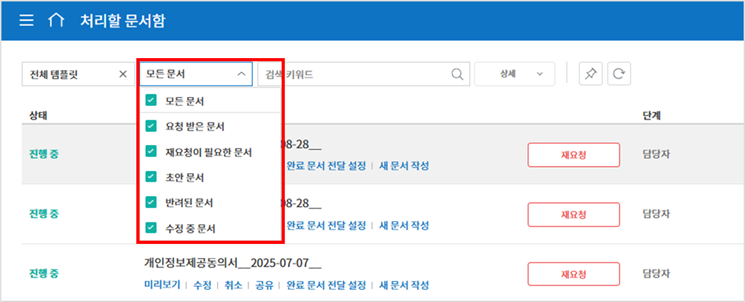 처리할 문서함
전체 템플릿 모든 문서 검색 키워드 상세
모든 문서
요청 받은 문서
재요청이 필요한 문서
초안 문서
반려된 문서
수정 중 문서
상태 단계
진행 중 08-28__ 재요청 담당자
완료 문서 전달 설정 새 문서 작성
진행 중 08-28__ 재요청 담당자
완료 문서 전달 설정 새 문서 작성
진행 중 개인정보제공동의서__2025-07-07__ 재요청 담당자
미리보기 수정 취소 공유 완료 문서 전달 설정 새 문서 작성